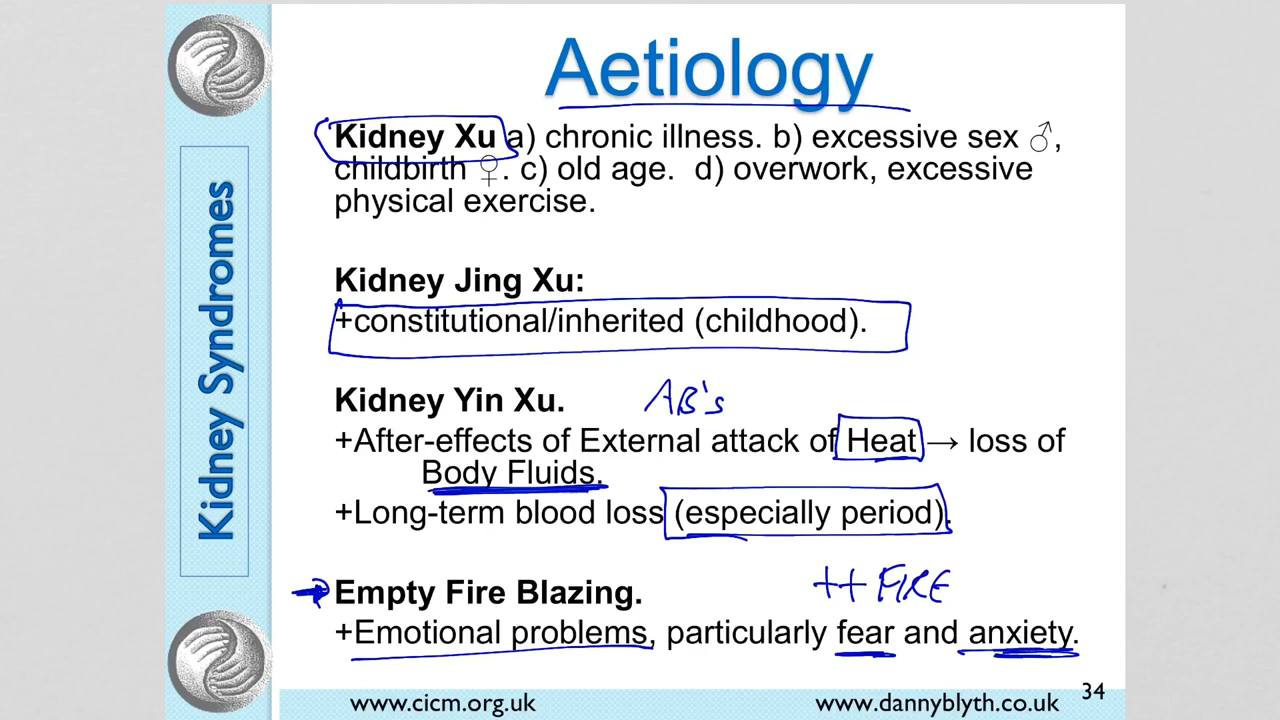 Aetiology
Kidney Xu a) chronic illness. b) excessive sex ♂,
childbirth ♀. c) old age. d) overwork, excessive
physical exercise.
Kidney Jing Xu:
+constitutional/inherited (childhood).
Kidney Yin Xu. AB's
+After-effects of External attack of Heat → loss of
Body Fluids.
+Long-term blood loss (especially period).
Empty Fire Blazing. ++ FIRE
+Emotional problems, particularly fear and anxiety.
Kidney Syndromes
www.cicm.org.uk www.dannyblyth.co.uk 34